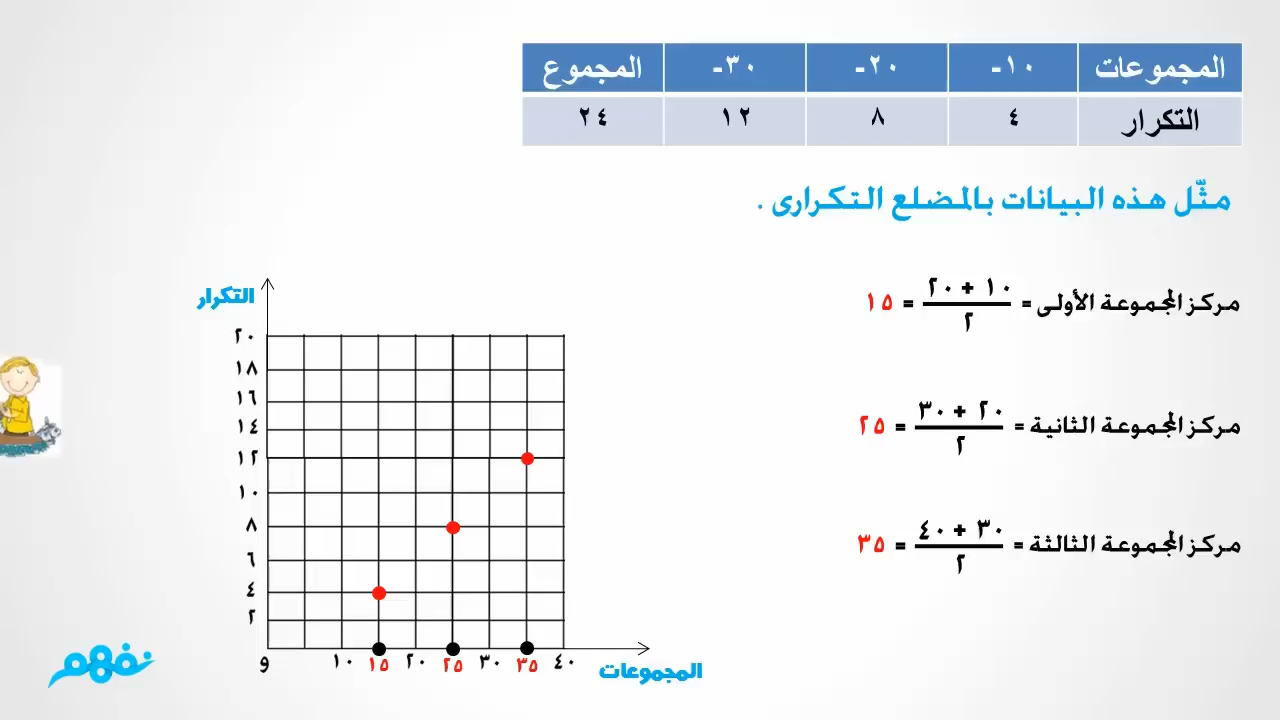 المجموعات ١٠- ٢٠- ٣٠- المجموع
التكرار ٤ ٨ ١٢ ٢٤
مثّل هذه البيانات بالمضلع التكرارى .
مركز المجموعة الأولى = ١٠ + ٢٠ / ٢ = ١٥
مركز المجموعة الثانية = ٢٠ + ٣٠ / ٢ = ٢٥
مركز المجموعة الثالثة = ٣٠ + ٤٠ / ٢ = ٣٥
التكرار
٢٠
١٨
١٦
١٤
١٢
١٠
٨
٦
٤
٢
و ١٠ ١٥ ٢٠ ٢٥ ٣٠ ٣٥ ٤٠
المجموعات
نفهم